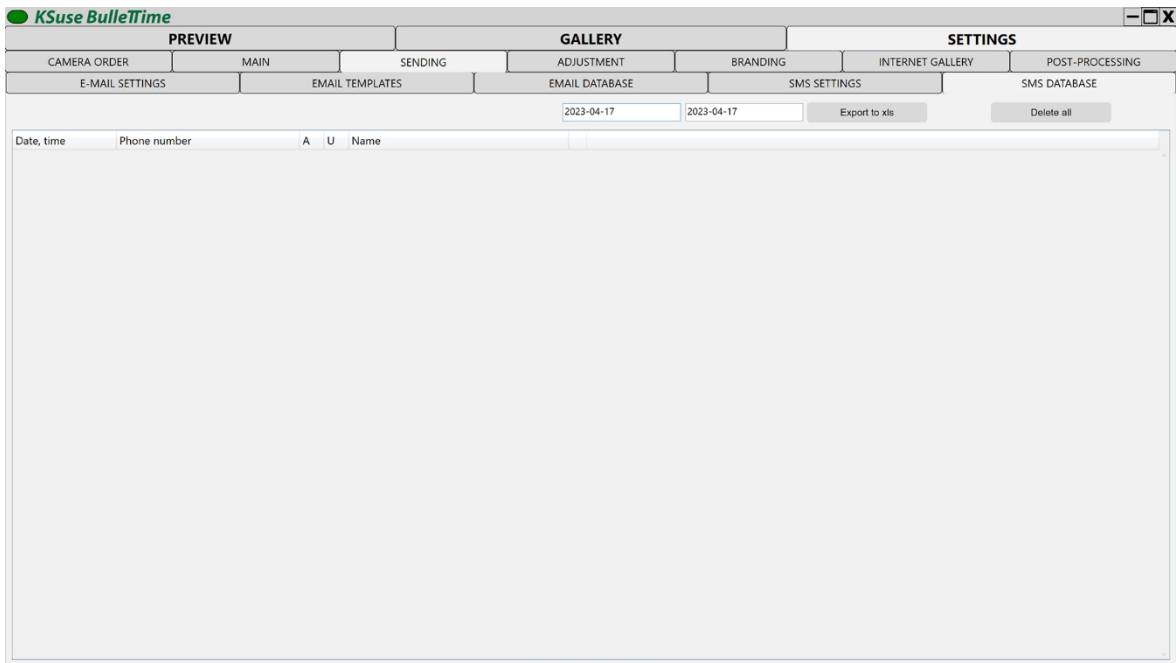 KSuse BulleTime
PREVIEW GALLERY SETTINGS
CAMERA ORDER MAIN SENDING ADJUSTMENT BRANDING INTERNET GALLERY POST-PROCESSING
E-MAIL SETTINGS EMAIL TEMPLATES EMAIL DATABASE SMS SETTINGS SMS DATABASE
2023-04-17 2023-04-17 Export to xls Delete all
Date, time Phone number A U Name